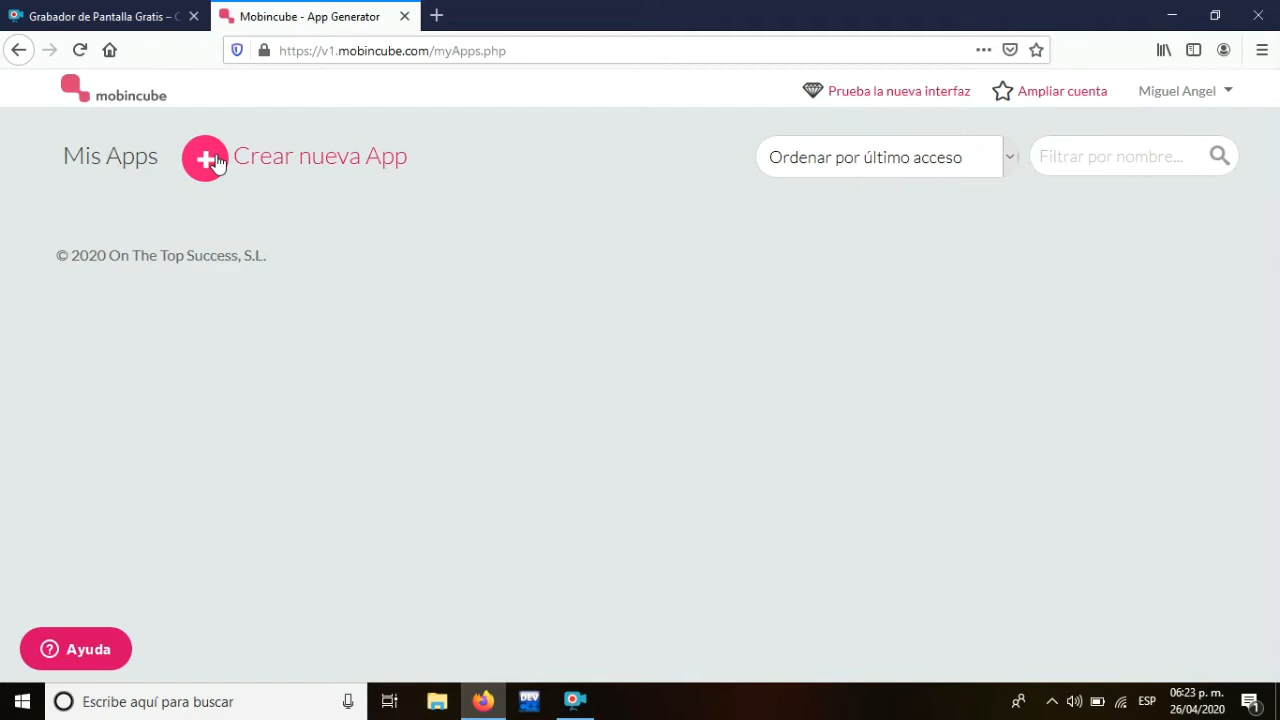 Grabador de Pantalla Gratis – C
Mobincube - App Generator
https://v1.mobincube.com/myApps.php
mobincube
Prueba la nueva interfaz
Ampliar cuenta
Miguel Angel
Mis Apps
Crear nueva App
Ordenar por último acceso
Filtrar por nombre...
© 2020 On The Top Success, S.L.
Ayuda
Escribe aquí para buscar
DEV
ESP
06:23 p. m.
26/04/2020
1